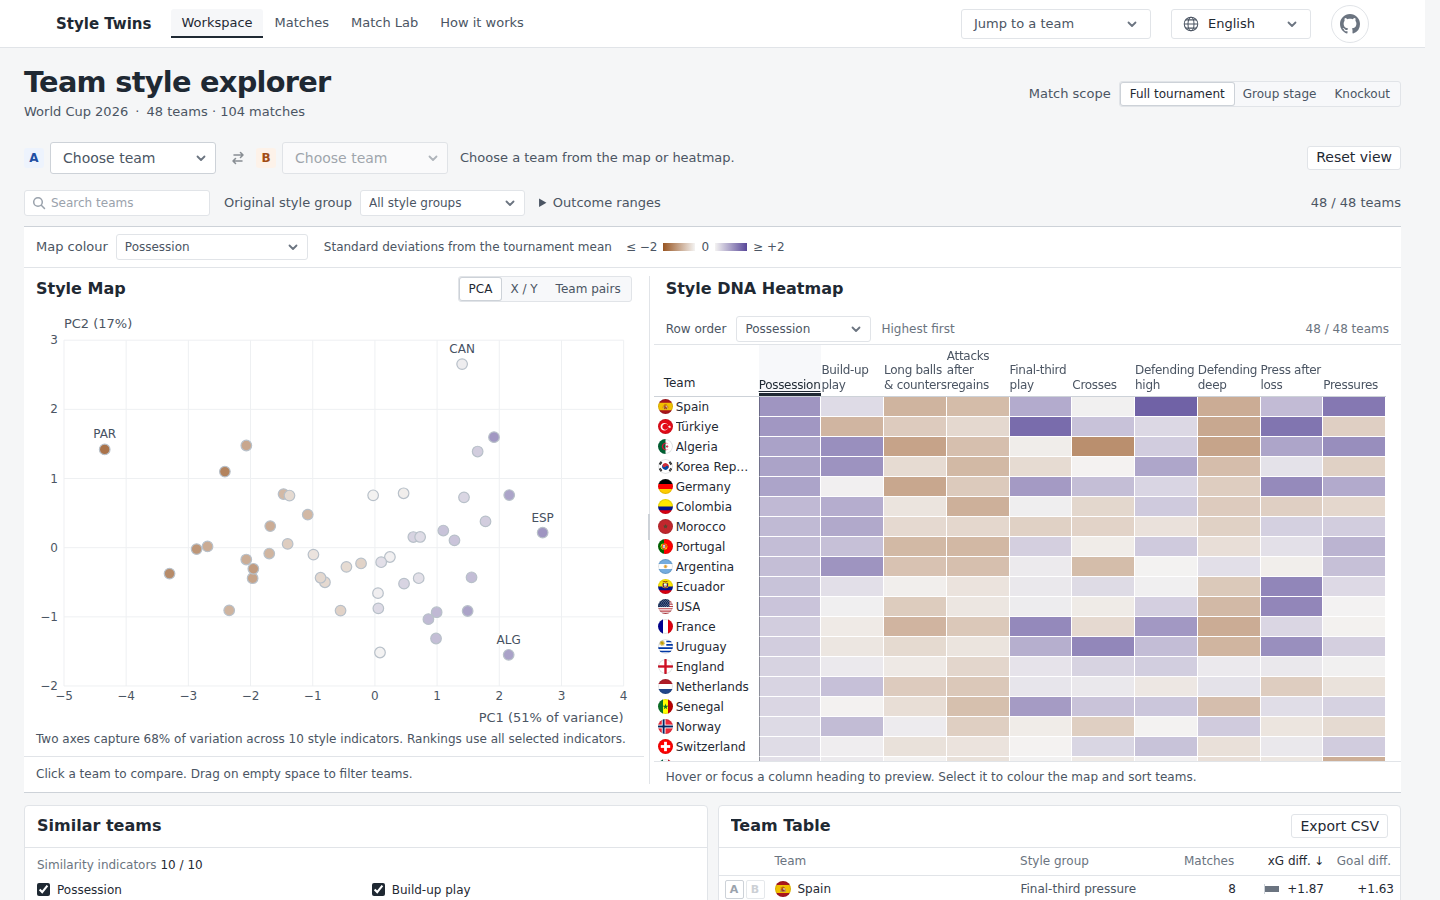 Style Twins
Workspace
Matches
Match Lab
How it works
Jump to a team
English
Team style explorer
World Cup 2026 · 48 teams · 104 matches
Match scope
Full tournament
Group stage
Knockout
A
Choose team
B
Choose team
Choose a team from the map or heatmap.
Reset view
Search teams
Original style group
All style groups
Outcome ranges
48 / 48 teams
Map colour
Possession
Standard deviations from the tournament mean
≤ −2
0
≥ +2
Style Map
PCA
X / Y
Team pairs
PC2 (17%)
3
2
1
0
−1
−2
CAN
PAR
ESP
ALG
−5
−4
−3
−2
−1
0
1
2
3
4
PC1 (51% of variance)
Two axes capture 68% of variation across 10 style indicators. Rankings use all selected indicators.
Click a team to compare. Drag on empty space to filter teams.
Style DNA Heatmap
Row order
Possession
Highest first
48 / 48 teams
Team
Possession
Build-up
play
Long balls
& counters
Attacks
after
regains
Final-third
play
Crosses
Defending
high
Defending
deep
Press after
loss
Pressures
Spain
Türkiye
Algeria
Korea Rep...
Germany
Colombia
Morocco
Portugal
Argentina
Ecuador
USA
France
Uruguay
England
Netherlands
Senegal
Norway
Switzerland
Hover or focus a column heading to preview. Select it to colour the map and sort teams.
Similar teams
Similarity indicators 10 / 10
Possession
Build-up play
Team Table
Export CSV
Team
Style group
Matches
xG diff. ↓
Goal diff.
A
B
Spain
Final-third pressure
8
+1.87
+1.63